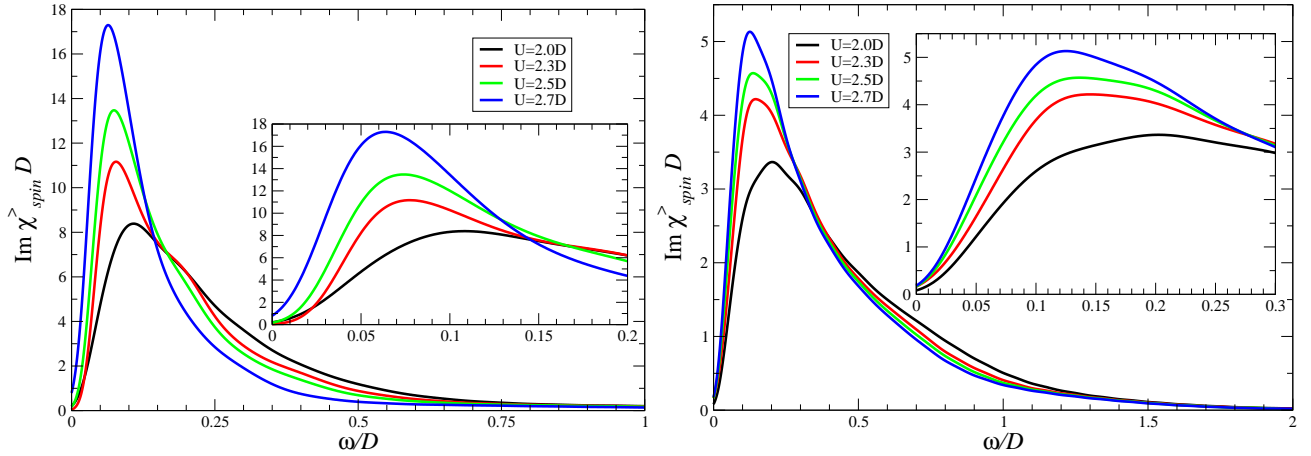 18
16
14
12
10
8
6
4
2
0
Im χ^>_spin D
U=2.0D
U=2.3D
U=2.5D
U=2.7D
18
16
14
12
10
8
6
4
2
0
0 0.05 0.1 0.15 0.2
0 0.25 0.5 0.75 1
ω/D
5
4
3
2
1
0
Im χ^>_spin D
U=2.0D
U=2.3D
U=2.5D
U=2.7D
5
4
3
2
1
0
0 0.05 0.1 0.15 0.2 0.25 0.3
0 0.5 1 1.5 2
ω/D